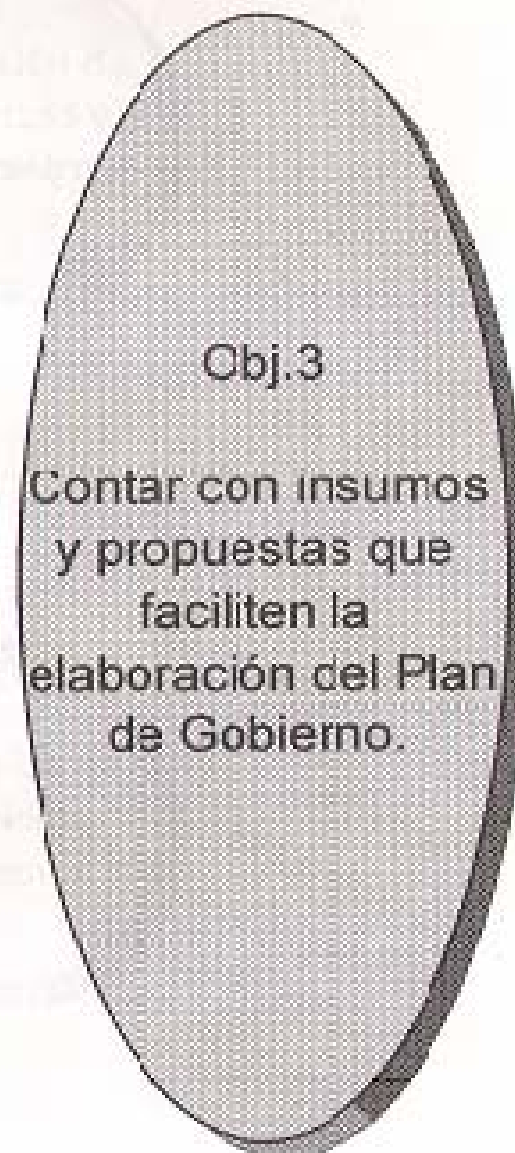 Obj.3
Contar con insumos
y propuestas que
faciliten la
elaboración del Plan
de Gobierno.